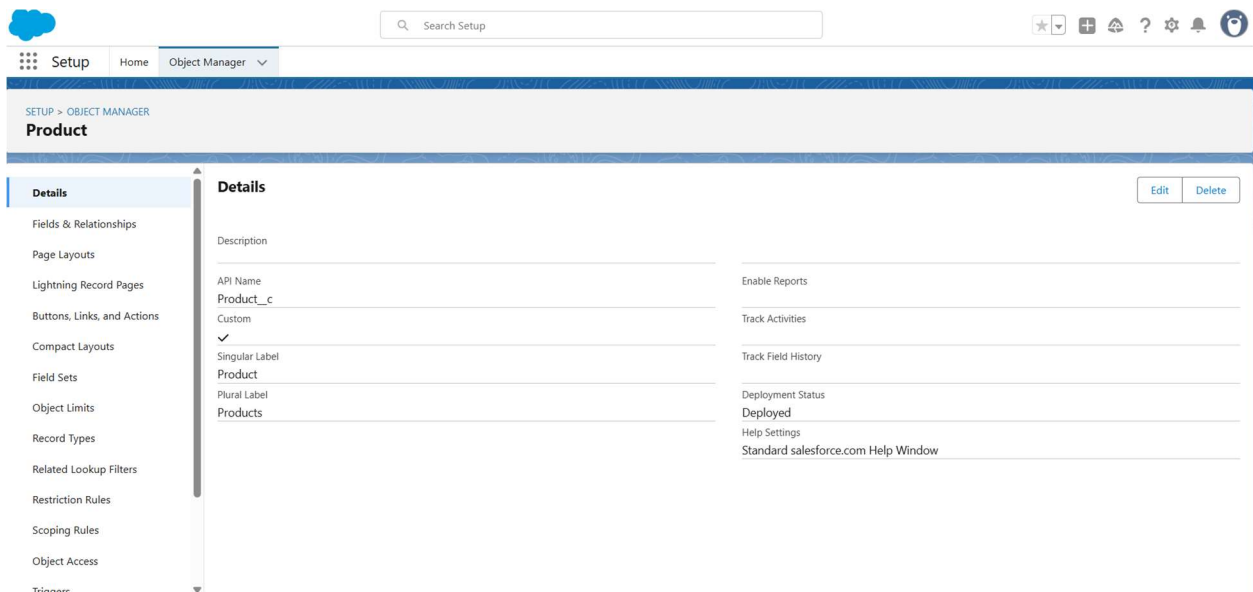 Search Setup
Setup
Home
Object Manager
SETUP > OBJECT MANAGER
Product
Details
Fields & Relationships
Page Layouts
Lightning Record Pages
Buttons, Links, and Actions
Compact Layouts
Field Sets
Object Limits
Record Types
Related Lookup Filters
Restriction Rules
Scoping Rules
Object Access
Triggers
Details
Edit
Delete
Description
API Name
Product__c
Custom
Singular Label
Product
Plural Label
Products
Enable Reports
Track Activities
Track Field History
Deployment Status
Deployed
Help Settings
Standard salesforce.com Help Window